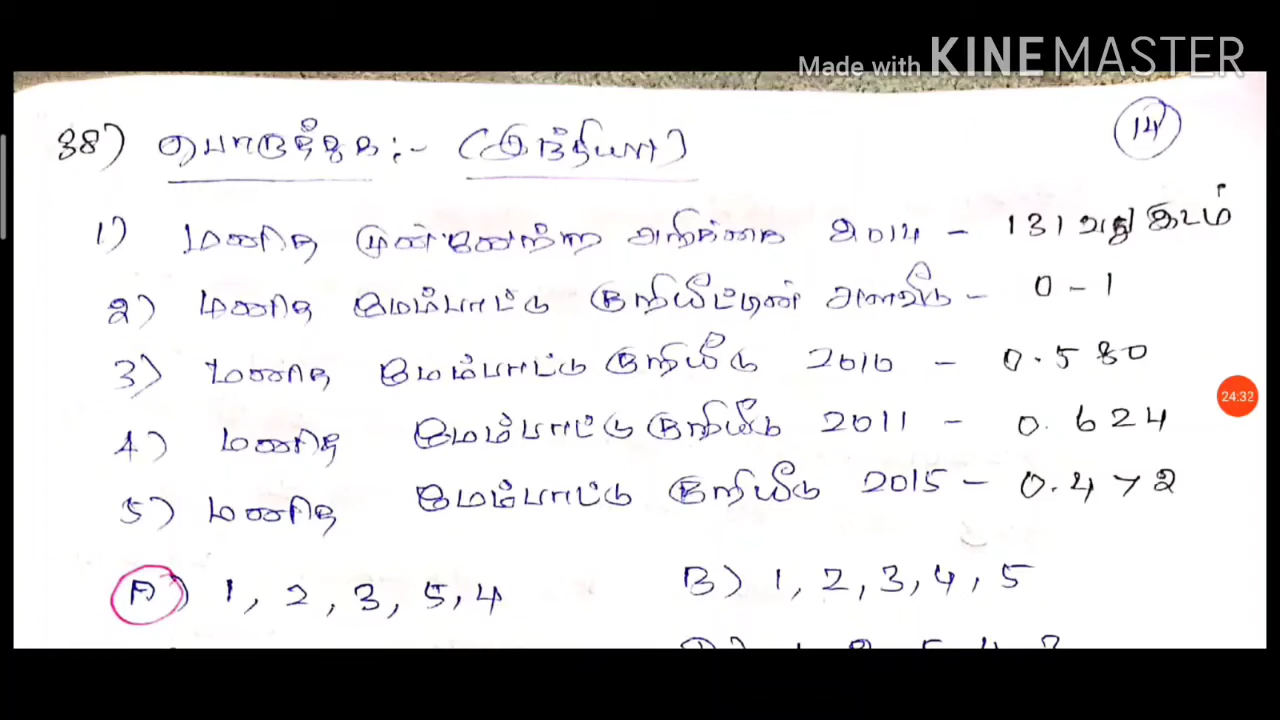 Made with KINEMASTER
14
38) பொருத்துக :- (இந்தியா)
1) மனித முன்னேற்ற அறிக்கை 2014 - 131 வது இடம்
2) மனித மேம்பாட்டு குறியீட்டின் அளவீடு - 0 - 1
3) மனித மேம்பாட்டு குறியீடு 2010 - 0.580
4) மனித மேம்பாட்டு குறியீடு 2011 - 0.624
5) மனித மேம்பாட்டு குறியீடு 2015 - 0.472
24:32
A) 1, 2, 3, 5, 4 B) 1, 2, 3, 4, 5